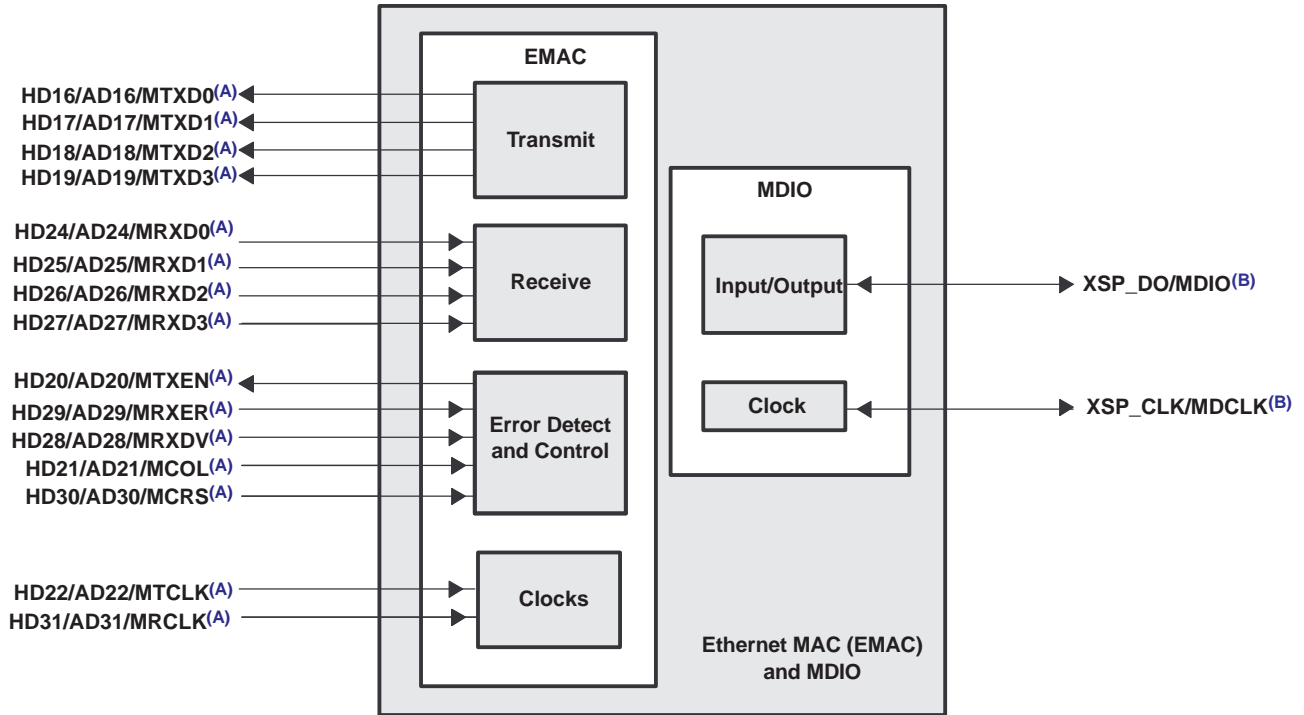 EMAC
HD16/AD16/MTXD0(A)
HD17/AD17/MTXD1(A)
HD18/AD18/MTXD2(A)
HD19/AD19/MTXD3(A)
Transmit
HD24/AD24/MRXD0(A)
HD25/AD25/MRXD1(A)
HD26/AD26/MRXD2(A)
HD27/AD27/MRXD3(A)
Receive
HD20/AD20/MTXEN(A)
HD29/AD29/MRXER(A)
HD28/AD28/MRXDV(A)
HD21/AD21/MCOL(A)
HD30/AD30/MCRS(A)
Error Detect
and Control
HD22/AD22/MTCLK(A)
HD31/AD31/MRCLK(A)
Clocks
MDIO
Input/Output
XSP_DO/MDIO(B)
Clock
XSP_CLK/MDCLK(B)
Ethernet MAC (EMAC)
and MDIO